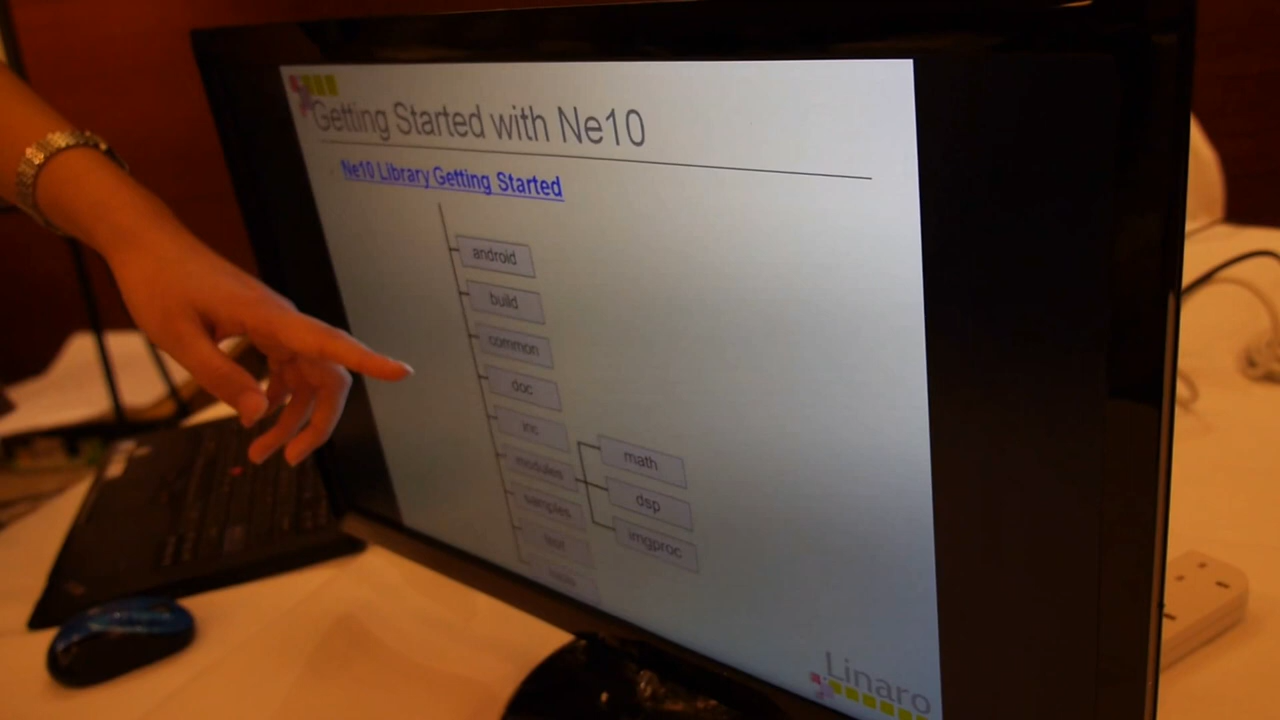 Getting Started with Ne10
Ne10 Library Getting Started
android
build
common
doc
inc
modules
samples
test
math
dsp
imgproc
Linaro